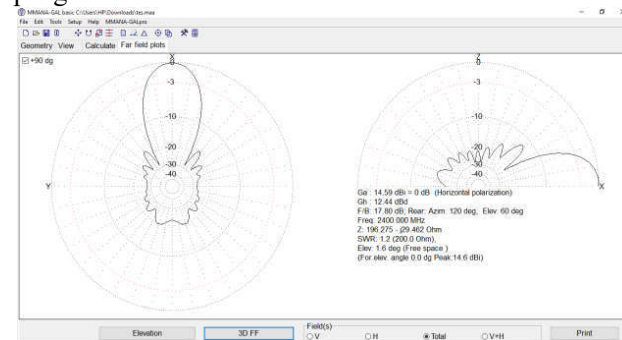 MMANA-GAL basic C:\Users\HP\Downloads\tes.maa
File Edit Tools Setup Help MMANA-GALpro
Geometry View Calculate Far field plots
+90 dg
X
0
-3
-10
-20
-30
-40
Y
Z
0
-3
-10
-20
-30
-40
X
Ga : 14.59 dBi = 0 dB (Horizontal polarization)
Gh : 12.44 dBd
F/B: 17.80 dB; Rear: Azim. 120 deg, Elev. 60 deg
Freq: 2400.000 MHz
Z: 196.275 - j29.462 Ohm
SWR: 1.2 (200.0 Ohm),
Elev: 1.6 deg (Free space )
(For elev. angle 0.0 dg Peak:14.6 dBi)
Elevation
3D FF
Field(s)
V
H
Total
V+H
Print